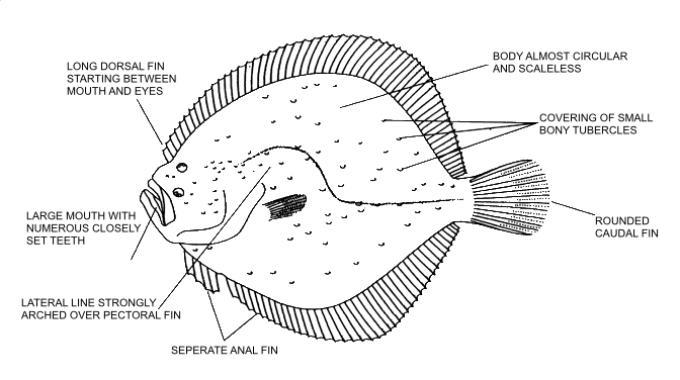 LONG DORSAL FIN
STARTING BETWEEN
MOUTH AND EYES
BODY ALMOST CIRCULAR
AND SCALELESS
COVERING OF SMALL
BONY TUBERCLES
LARGE MOUTH WITH
NUMEROUS CLOSELY
SET TEETH
ROUNDED
CAUDAL FIN
LATERAL LINE STRONGLY
ARCHED OVER PECTORAL FIN
SEPERATE ANAL FIN